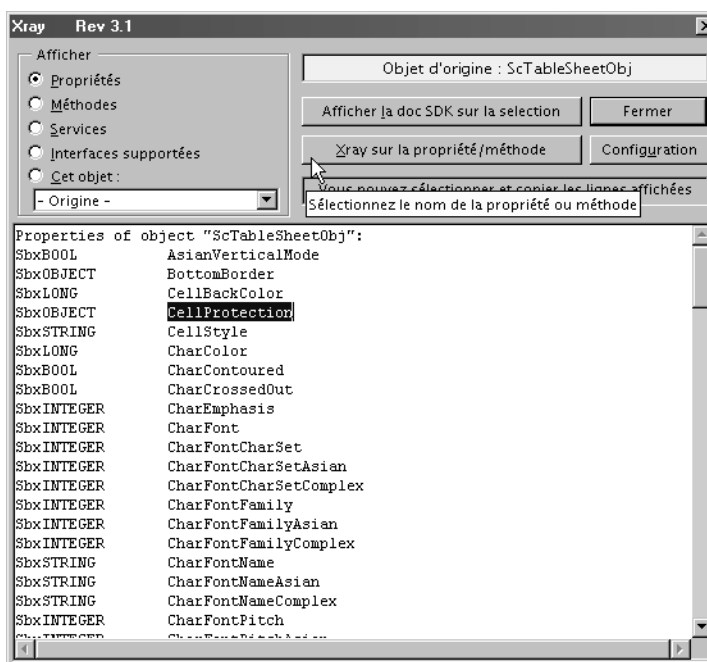 Xray Rev 3.1
Afficher
Propriétés
Méthodes
Services
Interfaces supportées
Cet objet :
- Origine -
Objet d'origine : ScTableSheetObj
Afficher la doc SDK sur la selection
Fermer
Xray sur la propriété/méthode
Configuration
Vous pouvez sélectionner et copier les lignes affichées
Sélectionnez le nom de la propriété ou méthode
Properties of object "ScTableSheetObj":
SbxBOOL AsianVerticalMode
SbxOBJECT BottomBorder
SbxLONG CellBackColor
SbxOBJECT CellProtection
SbxSTRING CellStyle
SbxLONG CharColor
SbxBOOL CharContoured
SbxBOOL CharCrossedOut
SbxINTEGER CharEmphasis
SbxINTEGER CharFont
SbxINTEGER CharFontCharSet
SbxINTEGER CharFontCharSetAsian
SbxINTEGER CharFontCharSetComplex
SbxINTEGER CharFontFamily
SbxINTEGER CharFontFamilyAsian
SbxINTEGER CharFontFamilyComplex
SbxSTRING CharFontName
SbxSTRING CharFontNameAsian
SbxSTRING CharFontNameComplex
SbxINTEGER CharFontPitch
SbxINTEGER CharFontPitchAsian